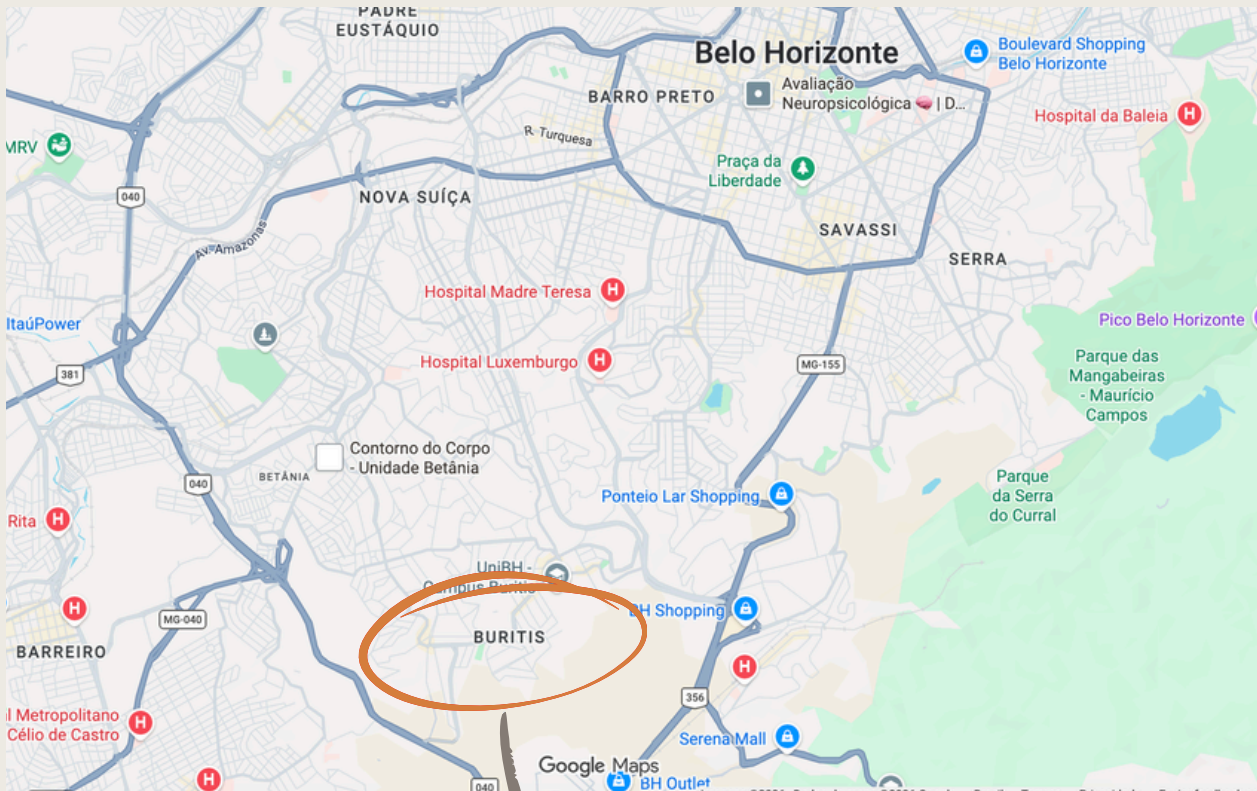 PADRE
EUSTÁQUIO
Belo Horizonte
Boulevard Shopping
Belo Horizonte
BARRO PRETO
Avaliação
Neuropsicológica 🧠 | D...
Hospital da Baleia
R. Turquesa
MRV
Praça da
Liberdade
040
NOVA SUÍÇA
SAVASSI
Av. Amazonas
SERRA
Hospital Madre Teresa
Pico Belo Horizonte
ItaúPower
Hospital Luxemburgo
MG-155
Parque das
Mangabeiras
- Maurício
Campos
381
Contorno do Corpo
- Unidade Betânia
BETÂNIA
040
Ponteio Lar Shopping
Parque
da Serra
do Curral
Rita
UniBH -
Campus Buritis
BH Shopping
MG-040
BURITIS
BARREIRO
356
l Metropolitano
Célio de Castro
Serena Mall
Google Maps
BH Outlet
040